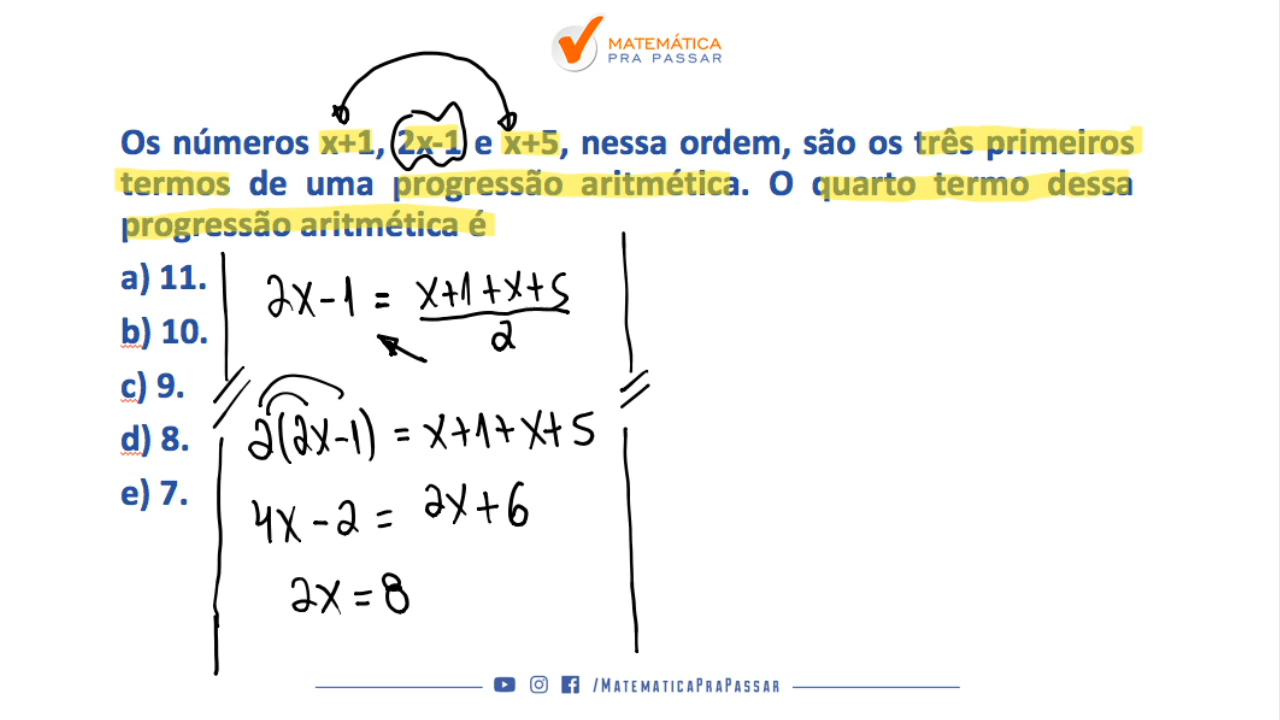 MATEMÁTICA
PRA PASSAR
Os números x+1, 2x-1 e x+5, nessa ordem, são os três primeiros
termos de uma progressão aritmética. O quarto termo dessa
progressão aritmética é
a) 11.
b) 10.
c) 9.
d) 8.
e) 7.
2x-1 = x+1+x+5
2
2(2x-1) = x+1+x+5
4x-2 = 2x+6
2x=8
/MATEMATICAPRAPASSAR